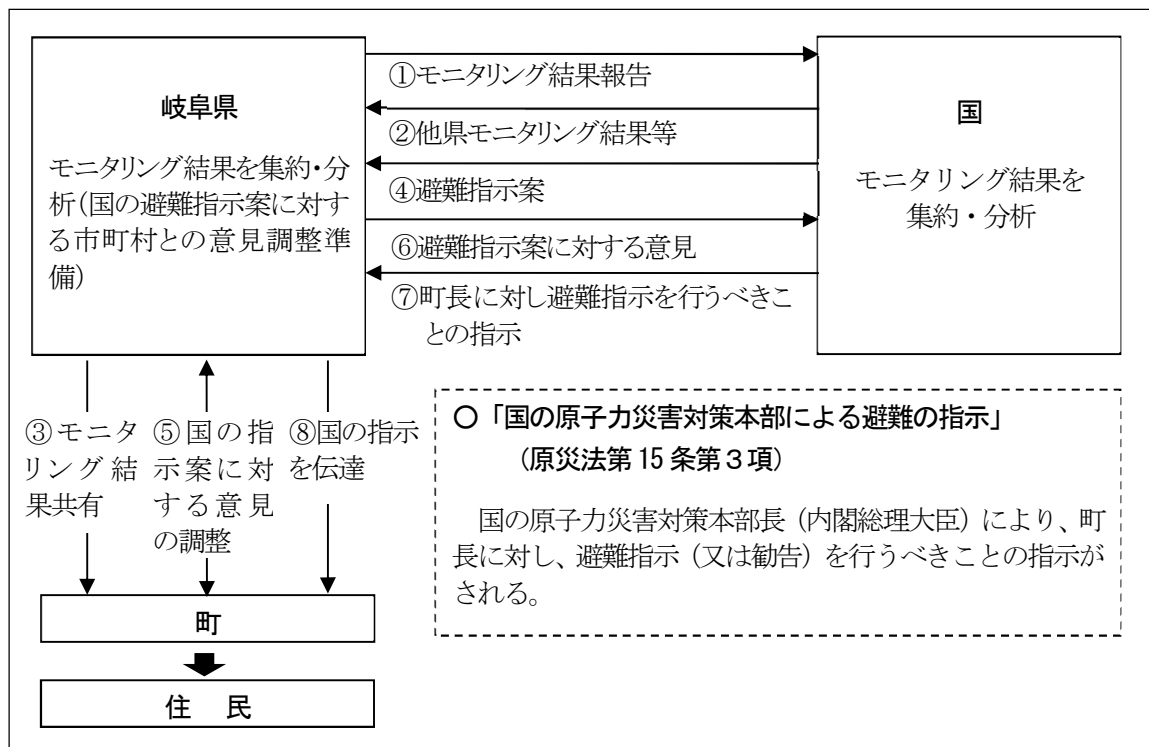 岐阜県
モニタリング結果を集約・分
析(国の避難指示案に対す
る市町村との意見調整準
備)
①モニタリング結果報告
②他県モニタリング結果等
④避難指示案
⑥避難指示案に対する意見
⑦町長に対し避難指示を行うべきこ
との指示
国
モニタリング結果を
集約・分析
③モニタ
リング結
果共有
⑤国の指
示案に対
する意見
の調整
⑧国の指示
を伝達
○「国の原子力災害対策本部による避難の指示」
(原災法第15条第3項)
国の原子力災害対策本部長(内閣総理大臣)により、町
長に対し、避難指示(又は勧告)を行うべきことの指示が
される。
町
住 民